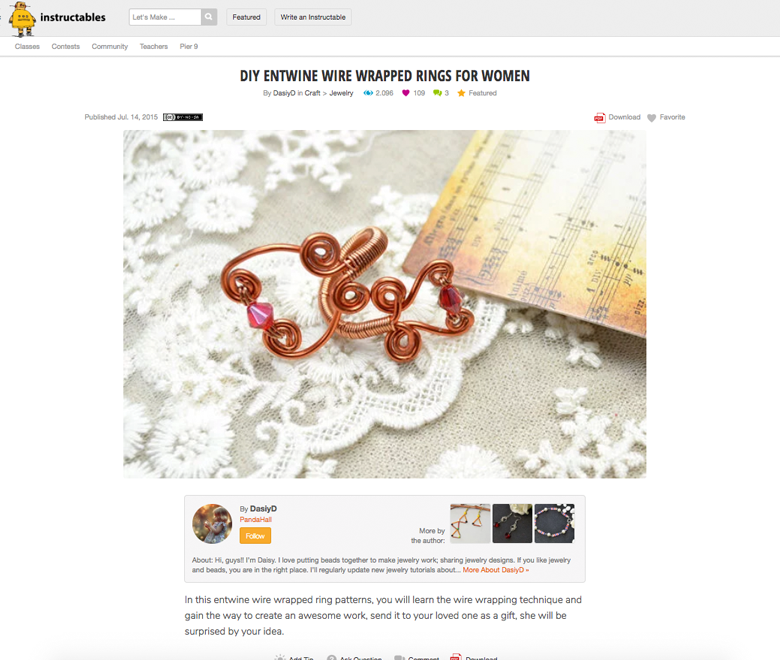 instructables
Let's Make ...
Featured
Write an Instructable
Classes Contests Community Teachers Pier 9
DIY ENTWINE WIRE WRAPPED RINGS FOR WOMEN
By DasiyD in Craft > Jewelry 2,098 109 3 Featured
Published Jul. 14, 2015
Download Favorite
By DasiyD
PandaHall
Follow
More by
the author:
About: Hi, guys!! I'm Daisy. I love putting beads together to make jewelry work; sharing jewelry designs. If you like jewelry
and beads, you are in the right place. I'll regularly update new jewelry tutorials about... More About DasiyD »
In this entwine wire wrapped ring patterns, you will learn the wire wrapping technique and
gain the way to create an awesome work, send it to your loved one as a gift, she will be
surprised by your idea.
Add Tip Ask Question Comment Download